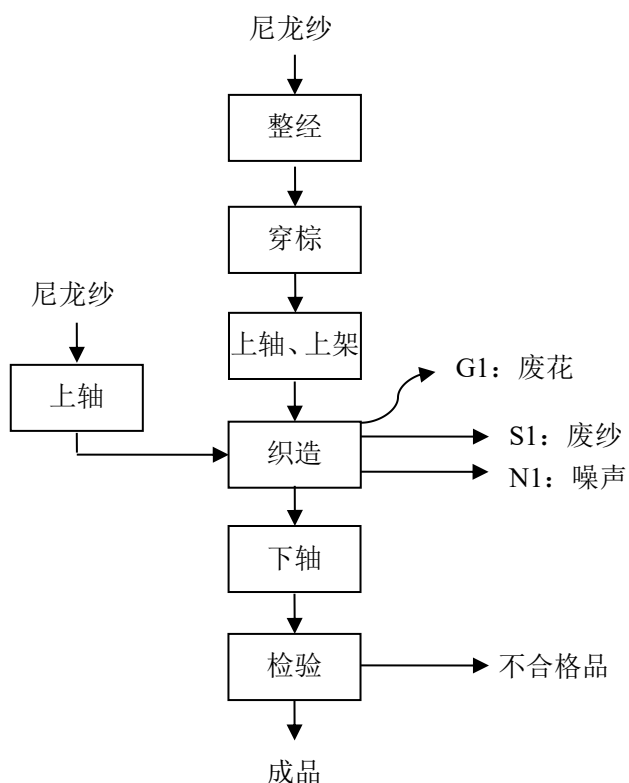 尼龙纱
整经
穿棕
尼龙纱
上轴、上架
上轴
G1：废花
织造
S1：废纱
N1：噪声
下轴
检验
不合格品
成品